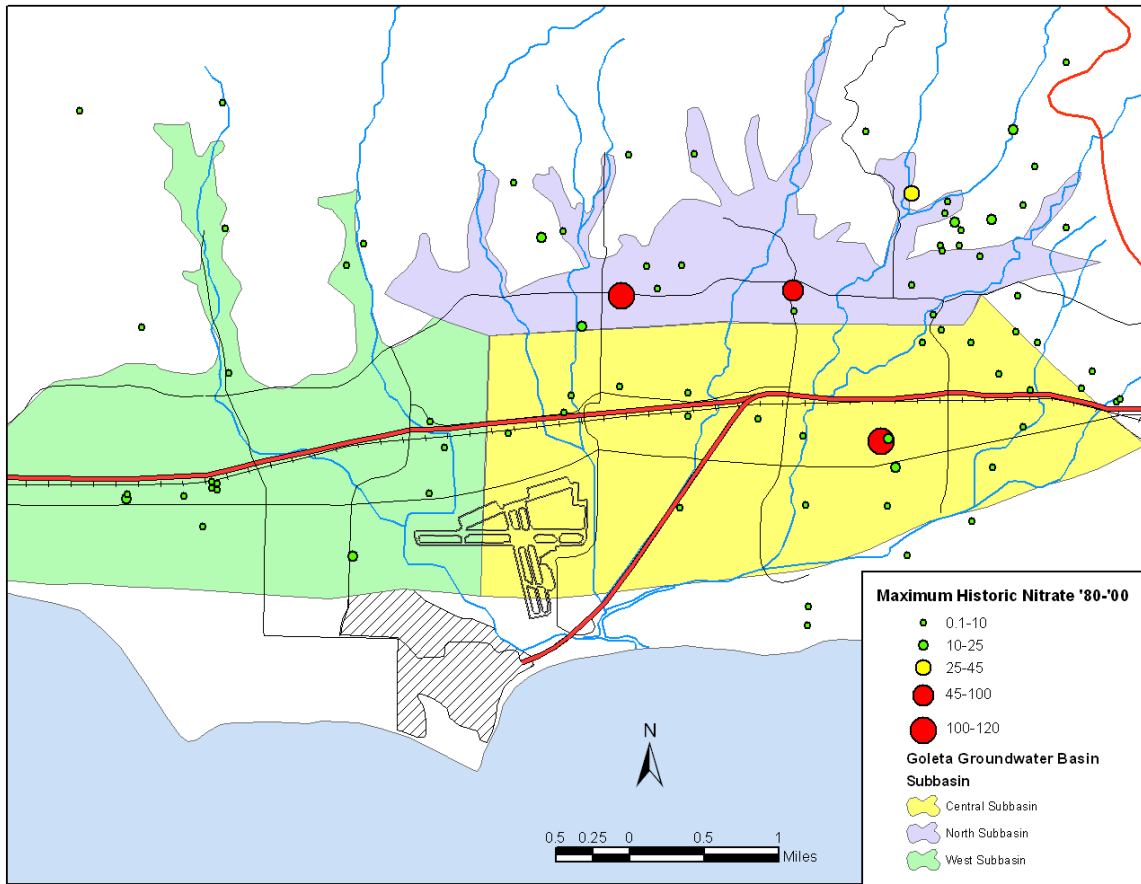 Maximum Historic Nitrate '80-'00
0.1-10
10-25
25-45
45-100
100-120
Goleta Groundwater Basin
Subbasin
Central Subbasin
North Subbasin
West Subbasin
N
0.5 0.25 0 0.5 1
Miles